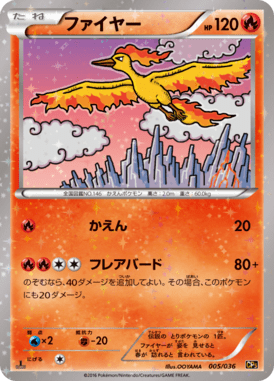 たね ファイヤー HP 120
全国図鑑 NO.146 かえんポケモン 高さ:2.0m 重さ:60.0kg
かえん 20
フレアバード 80+
のぞむなら、40ダメージを追加してよい。その場合、このポケモン
にも20ダメージ。
弱点 抵抗力
×2 -20
にげる
伝説の とりポケモンの 1匹。
ファイヤーが 姿を 見せると
春が 訪れると 言われている。
illus.OOYAMA
005/036
CP3
©2016 Pokémon/Nintendo/Creatures/GAME FREAK.